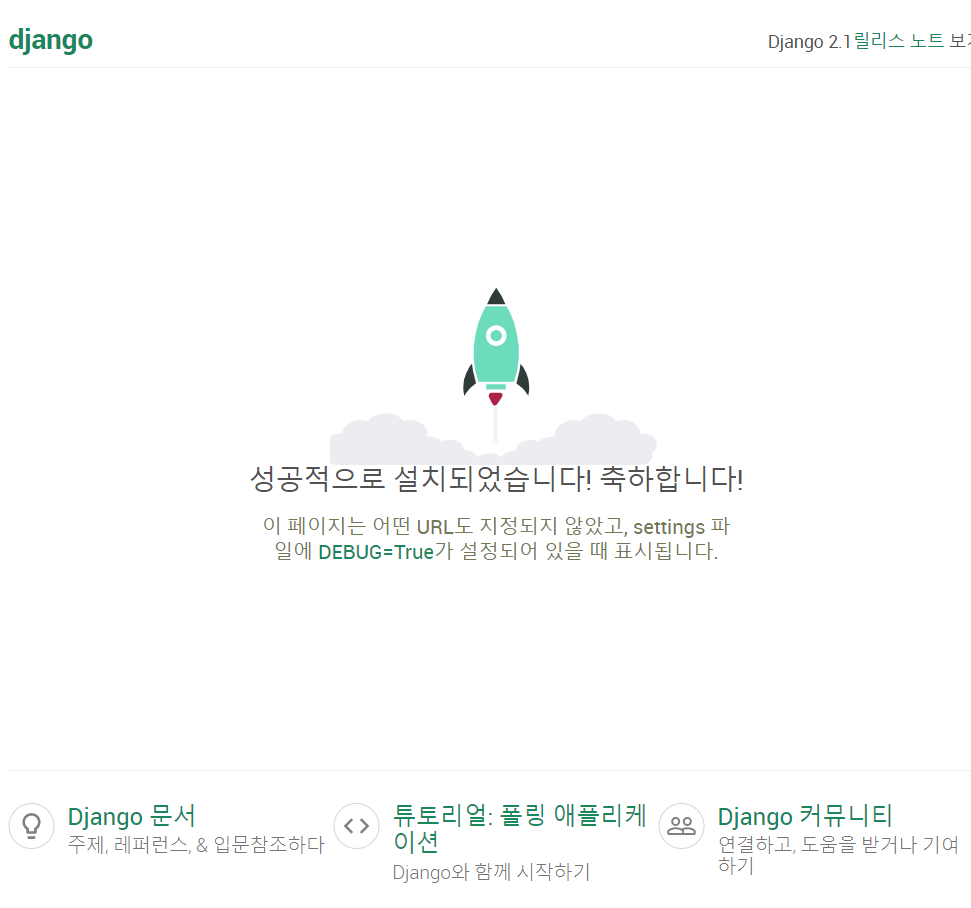 django
Django 2.1릴리스 노트 보
성공적으로 설치되었습니다! 축하합니다!
이 페이지는 어떤 URL도 지정되지 않았고, settings 파
일에 DEBUG=True가 설정되어 있을 때 표시됩니다.
Django 문서
주제, 레퍼런스, & 입문참조하다
튜토리얼: 폴링 애플리케
이션
Django와 함께 시작하기
Django 커뮤니티
연결하고, 도움을 받거나 기여
하기